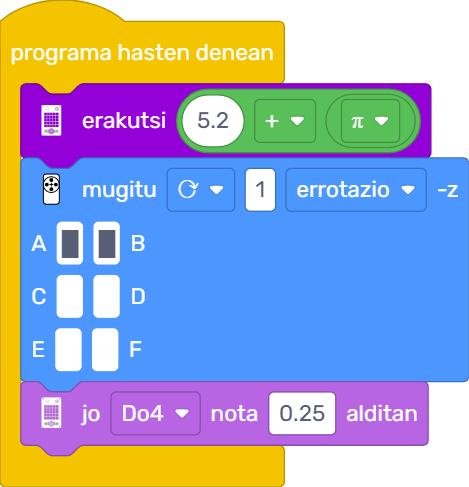 programa hasten denean
erakutsi 5.2 + π
mugitu 1 errotazio -z
A B
C D
E F
jo Do4 nota 0.25 alditan